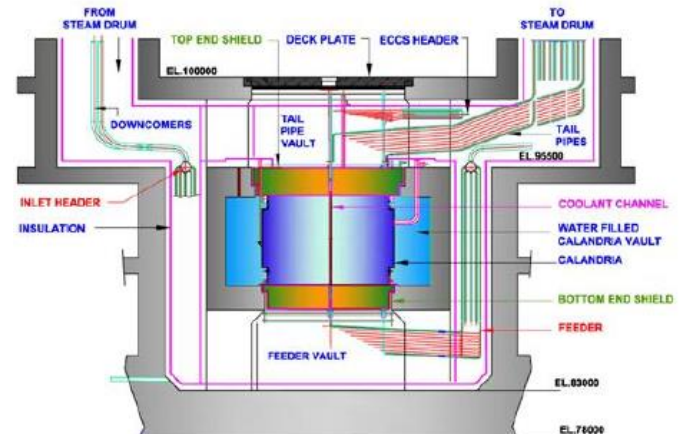 FROM
STEAM DRUM
TO
STEAM DRUM
TOP END SHIELD
DECK PLATE
ECCS HEADER
EL.100000
DOWNCOMERS
TAIL
PIPE
VAULT
TAIL
PIPES
EL.95500
INLET HEADER
INSULATION
COOLANT CHANNEL
WATER FILLED
CALANDRIA VAULT
CALANDRIA
BOTTOM END SHIELD
FEEDER
FEEDER VAULT
EL.83000
EL.78000